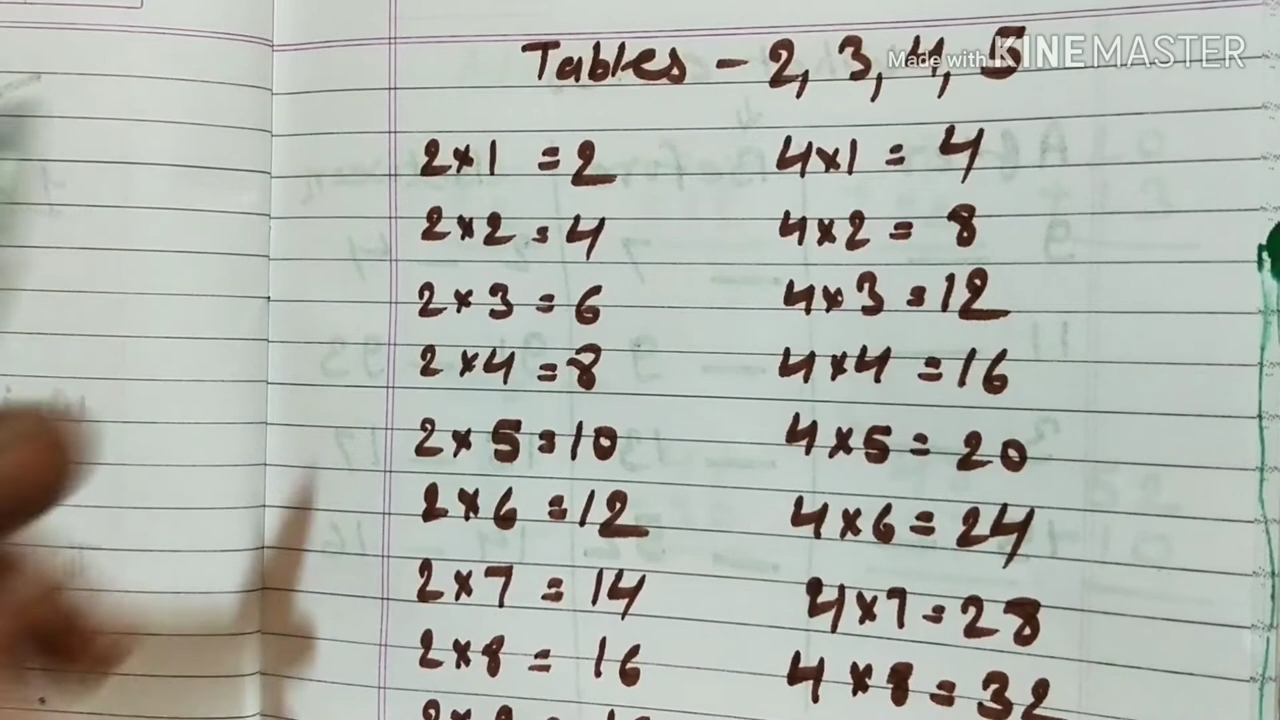 Tables - 2, 3, 4, 5
Made with KINEMASTER
2×1 = 2
2×2 = 4
2×3 = 6
2×4 = 8
2×5 = 10
2×6 = 12
2×7 = 14
2×8 = 16
4×1 = 4
4×2 = 8
4×3 = 12
4×4 = 16
4×5 = 20
4×6 = 24
4×7 = 28
4×8 = 32